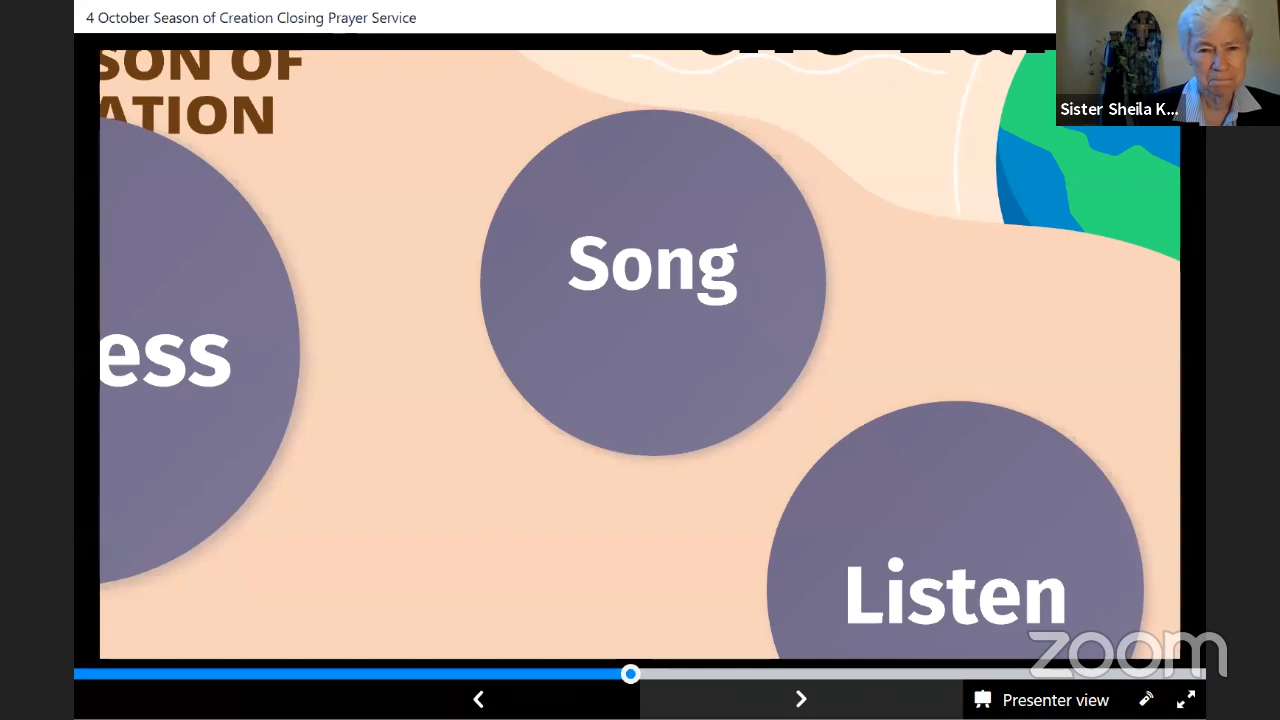 4 October Season of Creation Closing Prayer Service
SON OF
ATION
Sister Sheila K...
Song
ess
Listen
zoom
Presenter view